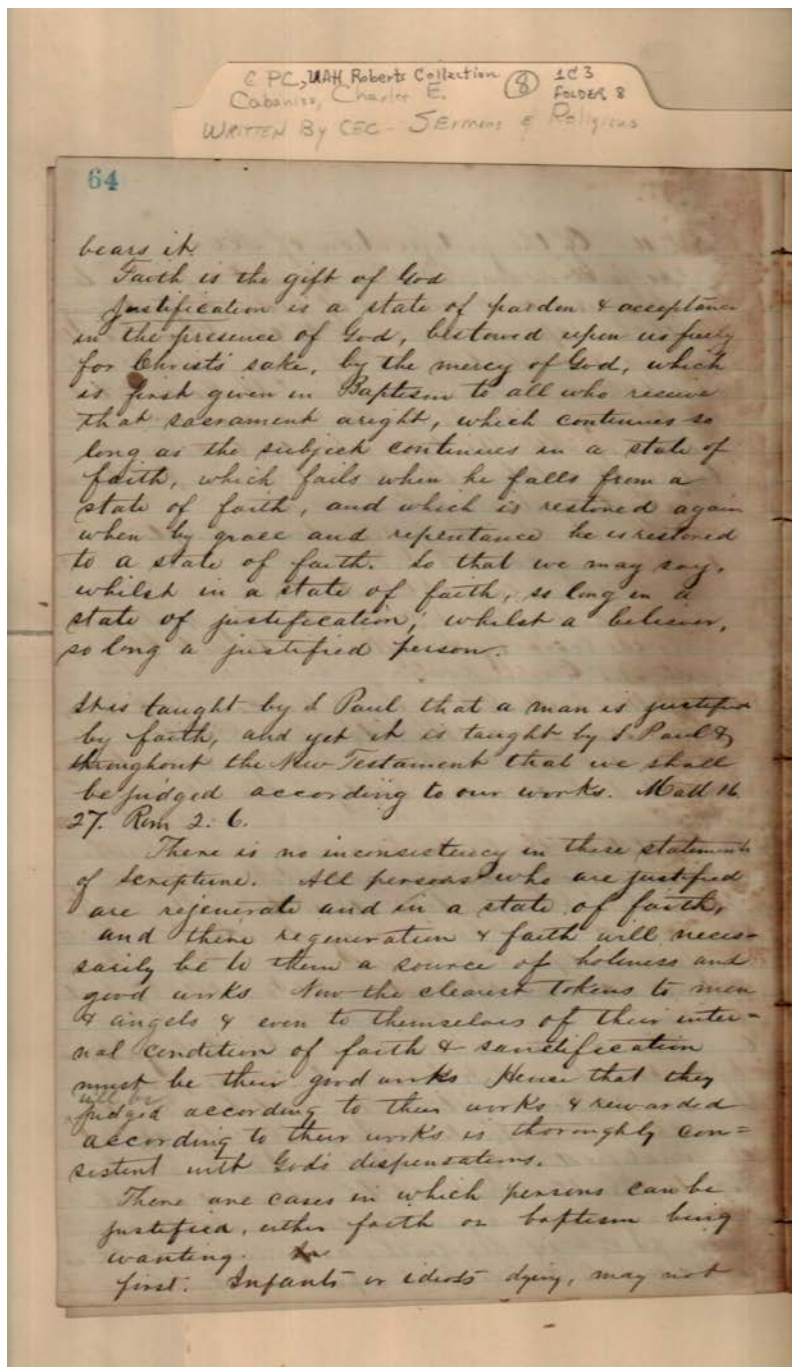 C PC, UAH Roberts Collection 8 1C3
Cabaniss, Charles E. FOLDER 8
WRITTEN By CEC - Sermons & Religious
64
bears it.
Faith is the gift of God
Justification is a state of pardon & acceptance
in the presence of God, bestowed upon us freely
for Christs' sake, by the mercy of God, which
is first given in Baptism to all who receive
that sacrament aright, which continues so
long as the subject continues in a state of
faith, which fails when he falls from a
state of faith, and which is restored again
when by grace and repentance he is restored
to a state of faith. So that we may say,
whilst in a state of faith, so long in a
state of justification; whilst a believer,
so long a justified person.
It is taught by S Paul that a man is justified
by faith, and yet it is taught by S. Paul &
throughout the New Testament that we shall
be judged according to our works. Matt 16.
27. Rom 2. 6.
There is no inconsistency in these statements
of Scripture. All persons who are justified
are rejenerate and in a state of faith,
and there regeneration & faith will neces=
sarily be to them a source of holiness and
good works. Now the clearest tokens to men
& angels & even to themselves of their inter=
nal condition of faith & sanctification
must be their good works Hense that they
will be
judged according to their works & rewarded
according to their works is thoroughly con=
sistent with God's dispensations.
There are cases in which persons can be
justified, either faith or baptism being
wanting.
first. Infants or idiots dying, may not